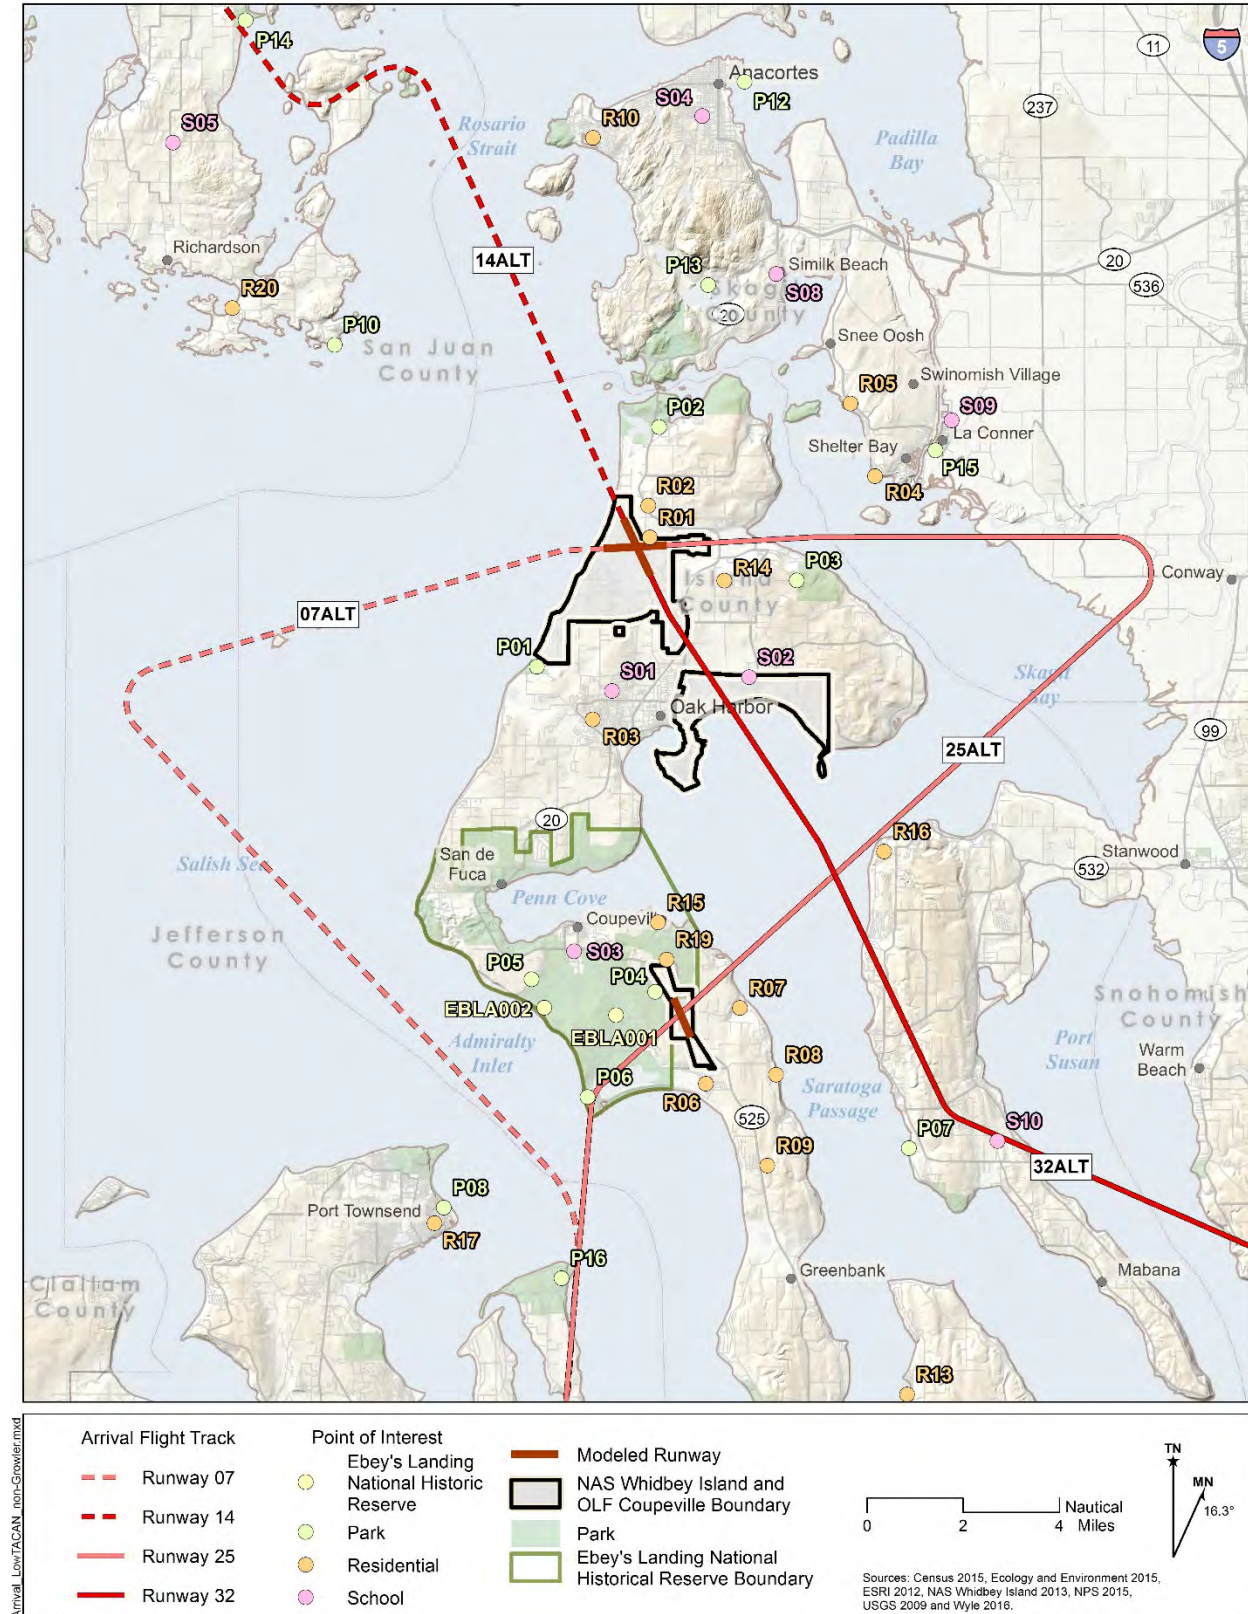 P14
11
5
Anacortes
P12
S04
237
R10
Rosario
Strait
Padilla
Bay
S05
Richardson
14ALT
P13
Similk Beach
S08
Skagit
County
20
20
536
R20
P10
San Juan
County
Snee Oosh
Swinomish Village
R05
S09
P02
La Conner
Shelter Bay
P15
R04
R02
R01
R14
P03
Island
County
Conway
07ALT
P01
S01
S02
Skagit
Bay
Oak Harbor
R03
99
25ALT
20
R16
San de
Fuca
Stanwood
532
Salish Sea
Penn Cove
R15
Coupeville
Jefferson
County
R19
S03
P05
P04
Snohomish
County
EBLA002
R07
EBLA001
Admiralty
Inlet
Port
Susan
Warm
Beach
P06
R08
R06
Saratoga
Passage
525
P07
S10
R09
32ALT
P08
Port Townsend
R17
P16
Clallam
County
Greenbank
Mabana
R13
Arrival_LowTACAN_non-Growler.mxd
Arrival Flight Track
Runway 07
Runway 14
Runway 25
Runway 32
Point of Interest
Ebey's Landing
National Historic
Reserve
Park
Residential
School
Modeled Runway
NAS Whidbey Island and
OLF Coupeville Boundary
Park
Ebey's Landing National
Historical Reserve Boundary
0 2 4
Nautical
Miles
TN
MN
16.3°
Sources: Census 2015, Ecology and Environment 2015,
ESRI 2012, NAS Whidbey Island 2013, NPS 2015,
USGS 2009 and Wyle 2016.